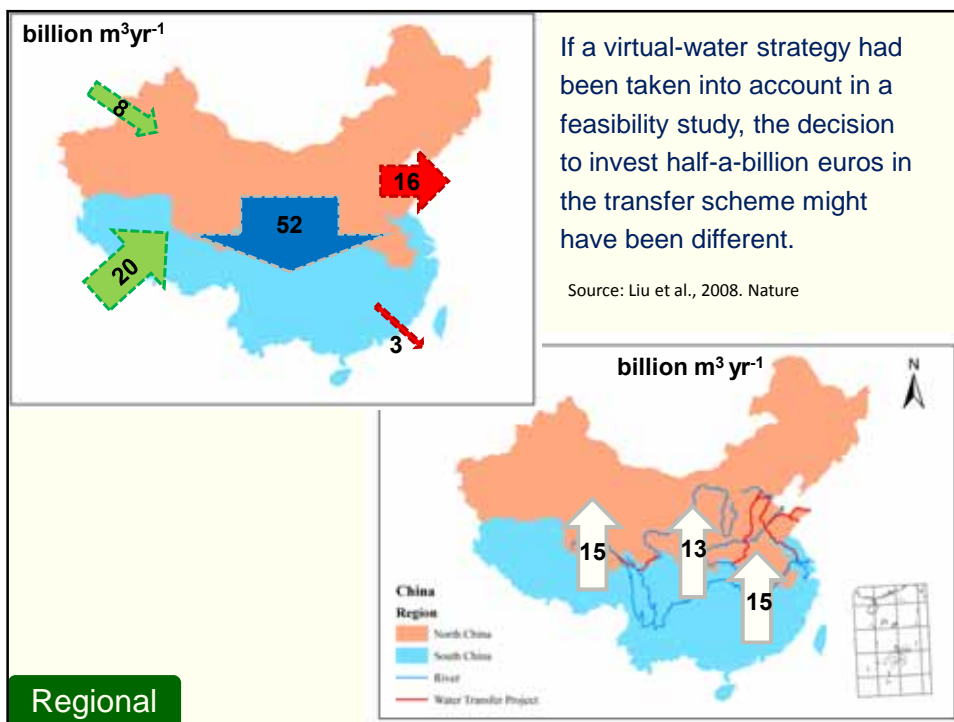 billion m³yr⁻¹
8
16
52
20
3
If a virtual-water strategy had
been taken into account in a
feasibility study, the decision
to invest half-a-billion euros in
the transfer scheme might
have been different.
Source: Liu et al., 2008. Nature
billion m³ yr⁻¹
N
15
13
15
China
Region
North China
South China
River
Water Transfer Project
Regional